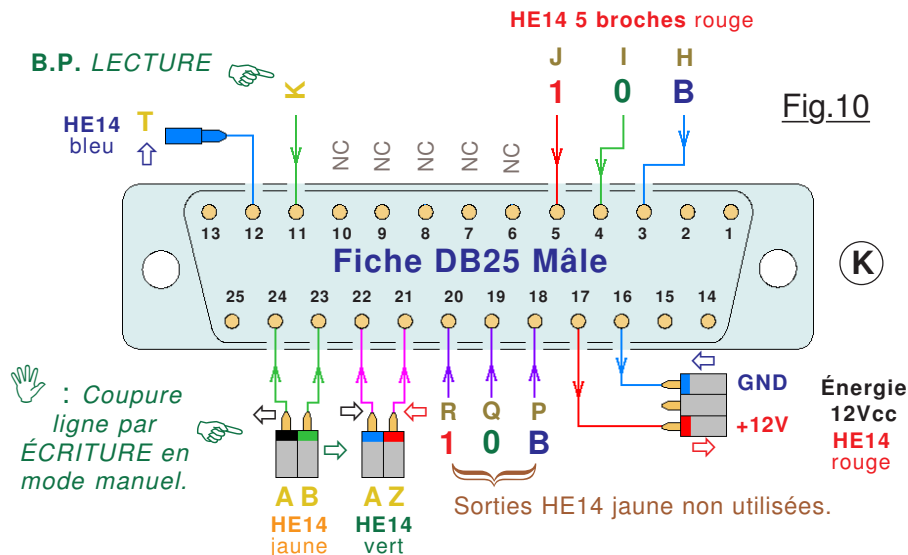 HE14 5 broches rouge
B.P. LECTURE
K
J I H
1 0 B
Fig.10
HE14 T
bleu
NC NC NC NC NC
13 12 11 10 9 8 7 6 5 4 3 2 1
Fiche DB25 Mâle
K
25 24 23 22 21 20 19 18 17 16 15 14
: Coupure
ligne par
ÉCRITURE en
mode manuel.
R Q P
1 0 B
GND
+12V
Énergie
12Vcc
HE14
rouge
A B
HE14
jaune
A Z
HE14
vert
Sorties HE14 jaune non utilisées.